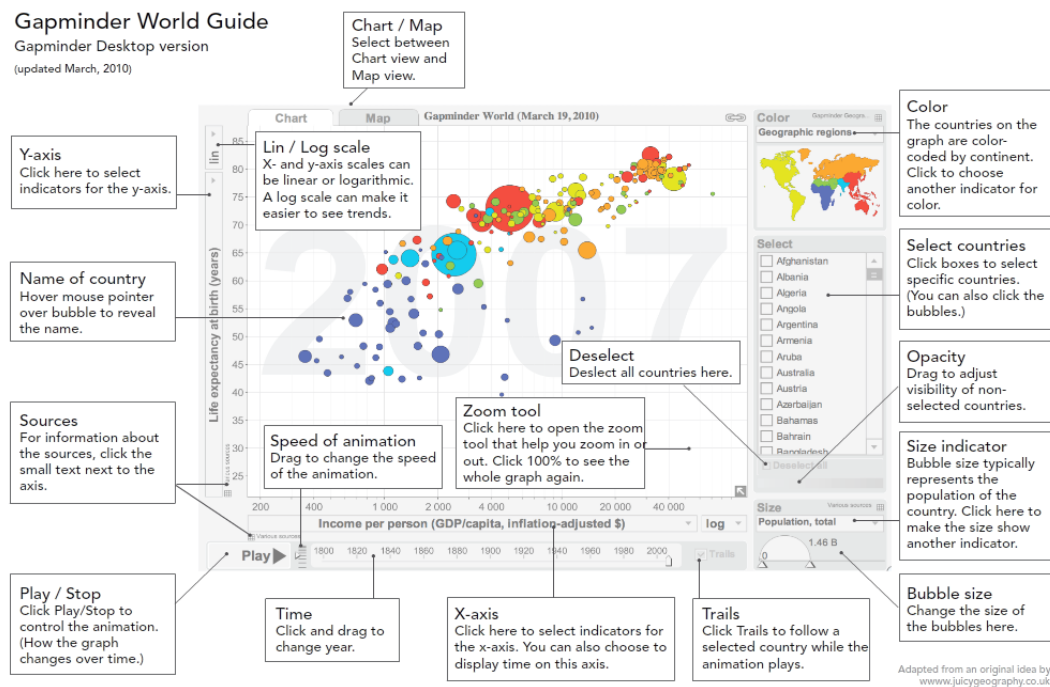 Gapminder World Guide
Gapminder Desktop version
(updated March, 2010)
Chart / Map
Select between
Chart view and
Map view.
Y-axis
Click here to select
indicators for the y-axis.
Lin / Log scale
X- and y-axis scales can
be linear or logarithmic.
A log scale can make it
easier to see trends.
Name of country
Hover mouse pointer
over bubble to reveal
the name.
Sources
For information about
the sources, click the
small text next to the
axis.
Speed of animation
Drag to change the speed
of the animation.
Zoom tool
Click here to open the zoom
tool that help you zoom in or
out. Click 100% to see the
whole graph again.
Deselect
Deslect all countries here.
Color
The countries on the
graph are color-
coded by continent.
Click to choose
another indicator for
color.
Select countries
Click boxes to select
specific countries.
(You can also click the
bubbles.)
Opacity
Drag to adjust
visibility of non-
selected countries.
Size indicator
Bubble size typically
represents the
population of the
country. Click here to
make the size show
another indicator.
Bubble size
Change the size of
the bubbles here.
Play / Stop
Click Play/Stop to
control the animation.
(How the graph
changes over time.)
Time
Click and drag to
change year.
X-axis
Click here to select indicators for
the x-axis. You can also choose to
display time on this axis.
Trails
Click Trails to follow a
selected country while the
animation plays.
Chart
Map
Gapminder World (March 19, 2010)
lin
Life expectancy at birth (years)
85
80
75
70
65
60
55
50
45
40
35
30
25
2007
200 400 1 000 2 000 4 000 10 000 20 000 40 000
Income per person (GDP/capita, inflation-adjusted $)
log
Various sources
Play
1800 1820 1840 1860 1880 1900 1920 1940 1960 1980 2000
Trails
Color
Gapminder Geogra...
Geographic regions
Select
Afghanistan
Albania
Algeria
Angola
Argentina
Armenia
Aruba
Australia
Austria
Azerbaijan
Bahamas
Bahrain
Bangladesh
Deselect all
Size
Various sources
Population, total
1.46 B
0
Adapted from an original idea by
wwww.juicygeography.co.uk